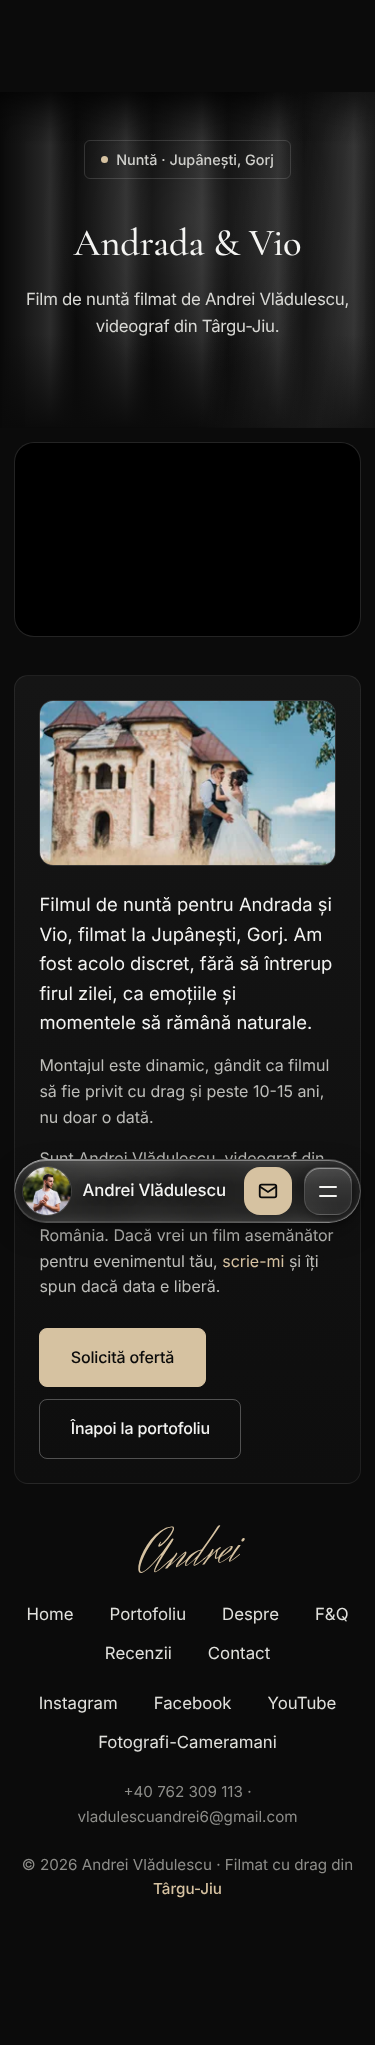 Nuntă · Jupânești, Gorj
Andrada & Vio
Film de nuntă filmat de Andrei Vlădulescu,
videograf din Târgu-Jiu.
Filmul de nuntă pentru Andrada și
Vio, filmat la Jupânești, Gorj. Am
fost acolo discret, fără să întrerup
firul zilei, ca emoțiile și
momentele să rămână naturale.
Montajul este dinamic, gândit ca filmul
să fie privit cu drag și peste 10-15 ani,
nu doar o dată.
Sunt Andrei Vlădulescu, videograf din
Andrei Vlădulescu
România. Dacă vrei un film asemănător
pentru evenimentul tău, scrie-mi și îți
spun dacă data e liberă.
Solicită ofertă
Înapoi la portofoliu
Andrei
Home Portofoliu Despre F&Q
Recenzii Contact
Instagram Facebook YouTube
Fotografi-Cameramani
+40 762 309 113 ·
vladulescuandrei6@gmail.com
© 2026 Andrei Vlădulescu · Filmat cu drag din
Târgu-Jiu